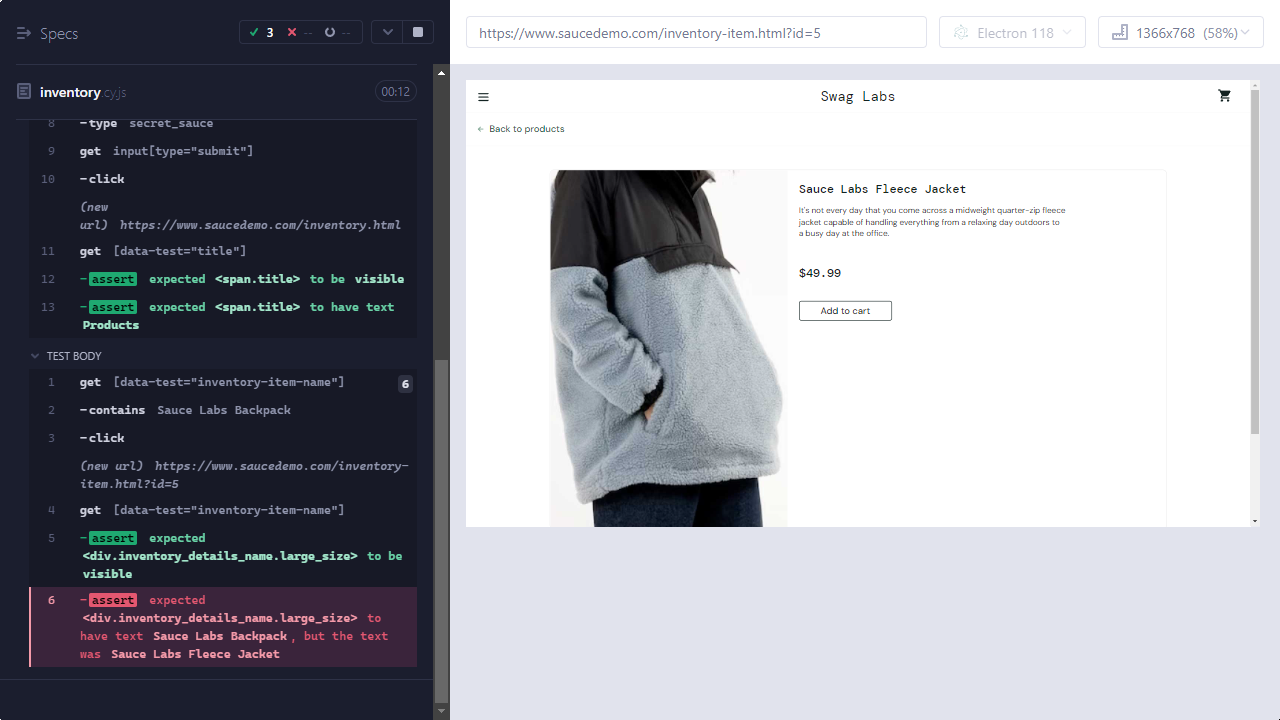 Specs
3 -- --
inventory.cy.js
00:12
8 -type secret_sauce
9 get input[type="submit"]
10 -click
(new
url) https://www.saucedemo.com/inventory.html
11 get [data-test="title"]
12 -assert expected <span.title> to be visible
13 -assert expected <span.title> to have text
Products
TEST BODY
1 get [data-test="inventory-item-name"] 6
2 -contains Sauce Labs Backpack
3 -click
(new url) https://www.saucedemo.com/inventory-
item.html?id=5
4 get [data-test="inventory-item-name"]
5 -assert expected
<div.inventory_details_name.large_size> to be
visible
6 -assert expected
<div.inventory_details_name.large_size> to
have text Sauce Labs Backpack, but the text
was Sauce Labs Fleece Jacket
https://www.saucedemo.com/inventory-item.html?id=5
Electron 118
1366x768 (58%)
Swag Labs
Back to products
Sauce Labs Fleece Jacket
It's not every day that you come across a midweight quarter-zip fleece
jacket capable of handling everything from a relaxing day outdoors to
a busy day at the office.
$49.99
Add to cart